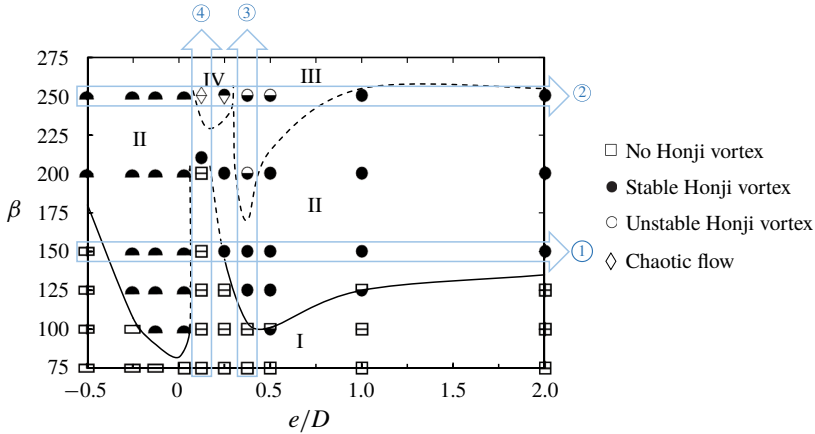 ④ ③
275
IV III
250 ②
II
225
No Honji vortex
200 Stable Honji vortex
β 175 II Unstable Honji vortex
150 ① Chaotic flow
125
100 I
75
−0.5 0 0.5 1.0 1.5 2.0
e/D